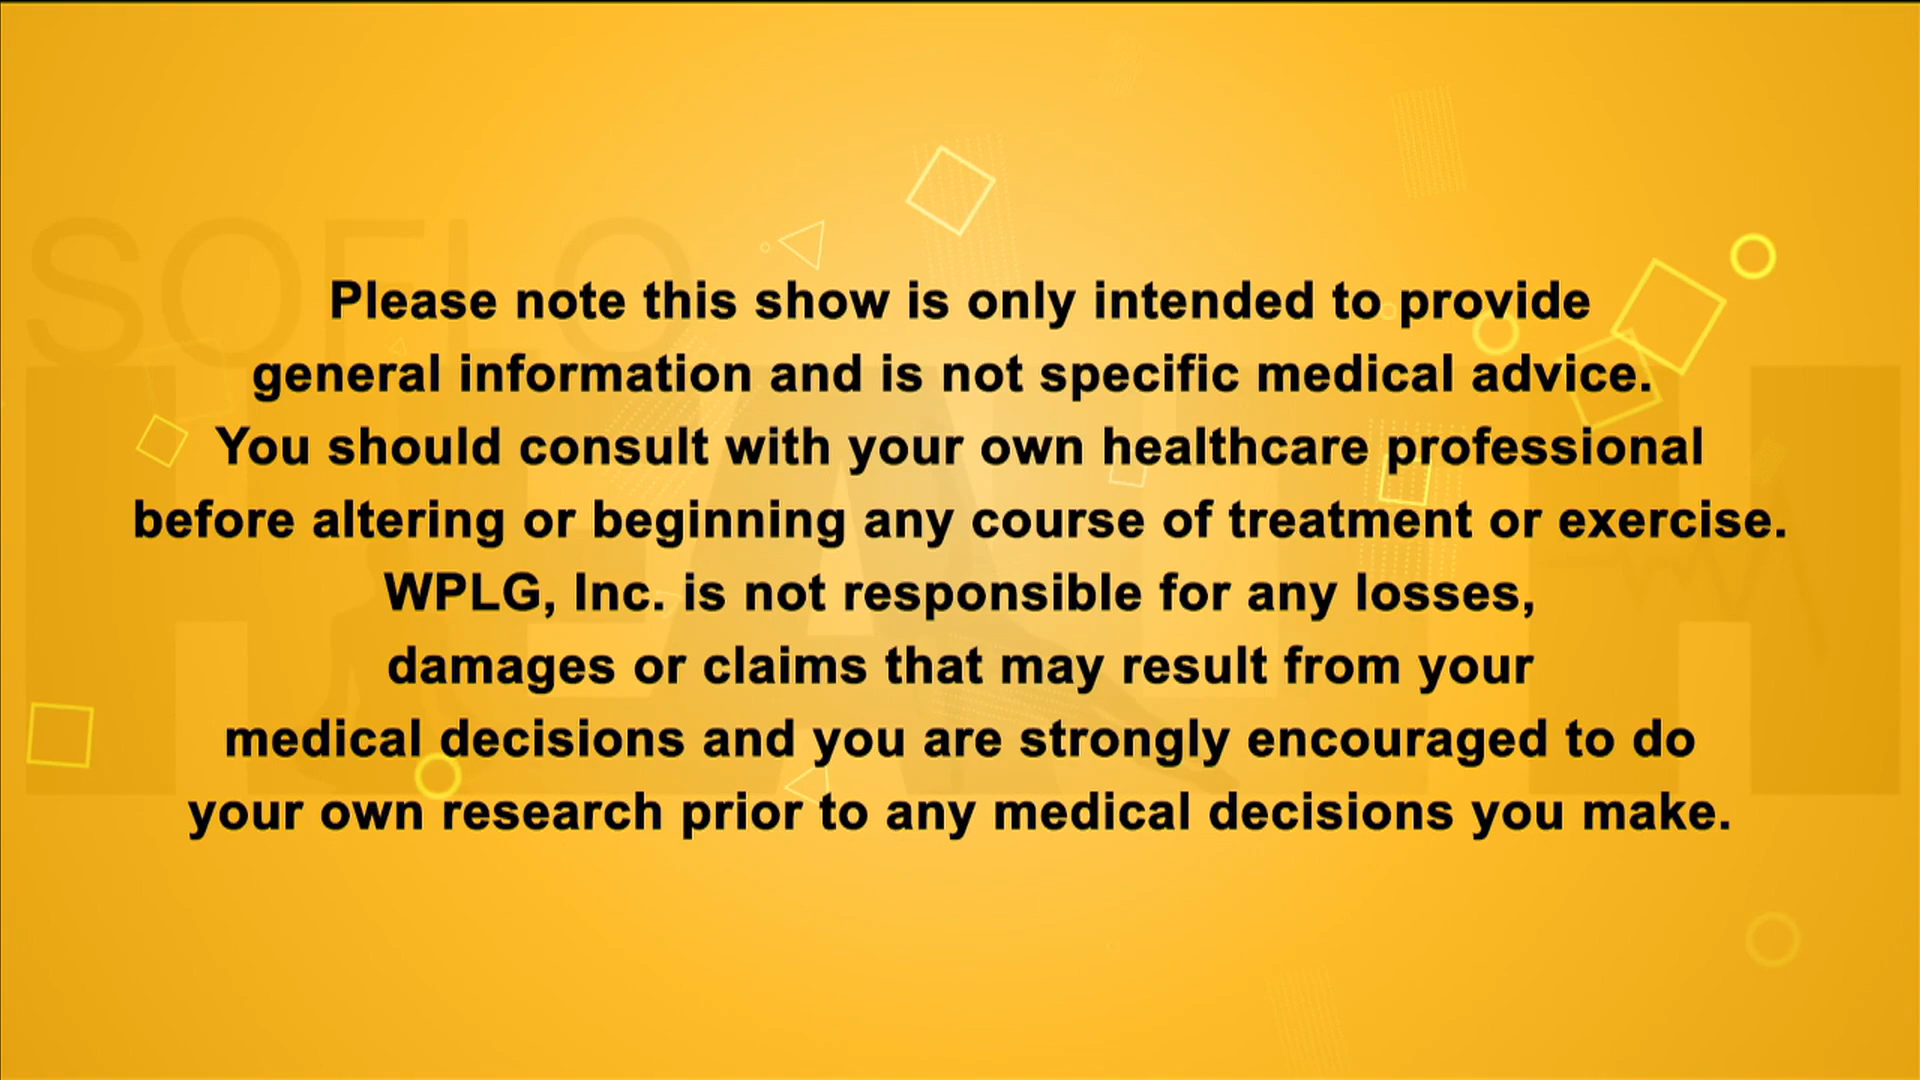 SOFLO
HEALTH
Please note this show is only intended to provide
general information and is not specific medical advice.
You should consult with your own healthcare professional
before altering or beginning any course of treatment or exercise.
WPLG, Inc. is not responsible for any losses,
damages or claims that may result from your
medical decisions and you are strongly encouraged to do
your own research prior to any medical decisions you make.